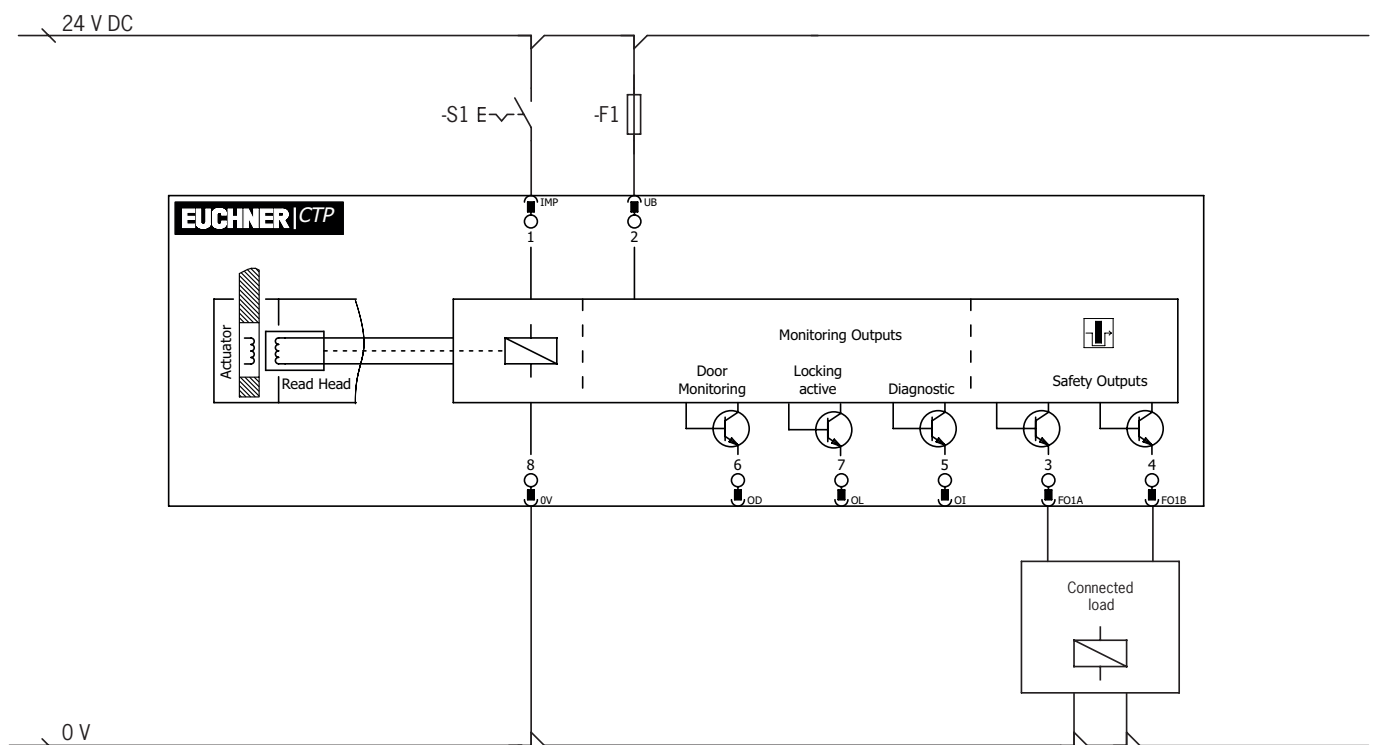 24 V DC
-S1 E
-F1
EUCHNER CTP
IMP
UB
1
2
Actuator
Read Head
Monitoring Outputs
Door
Monitoring
Locking
active
Diagnostic
Safety Outputs
8
6
7
5
3
4
0V
OD
OL
OI
FO1A
FO1B
Connected
load
0 V